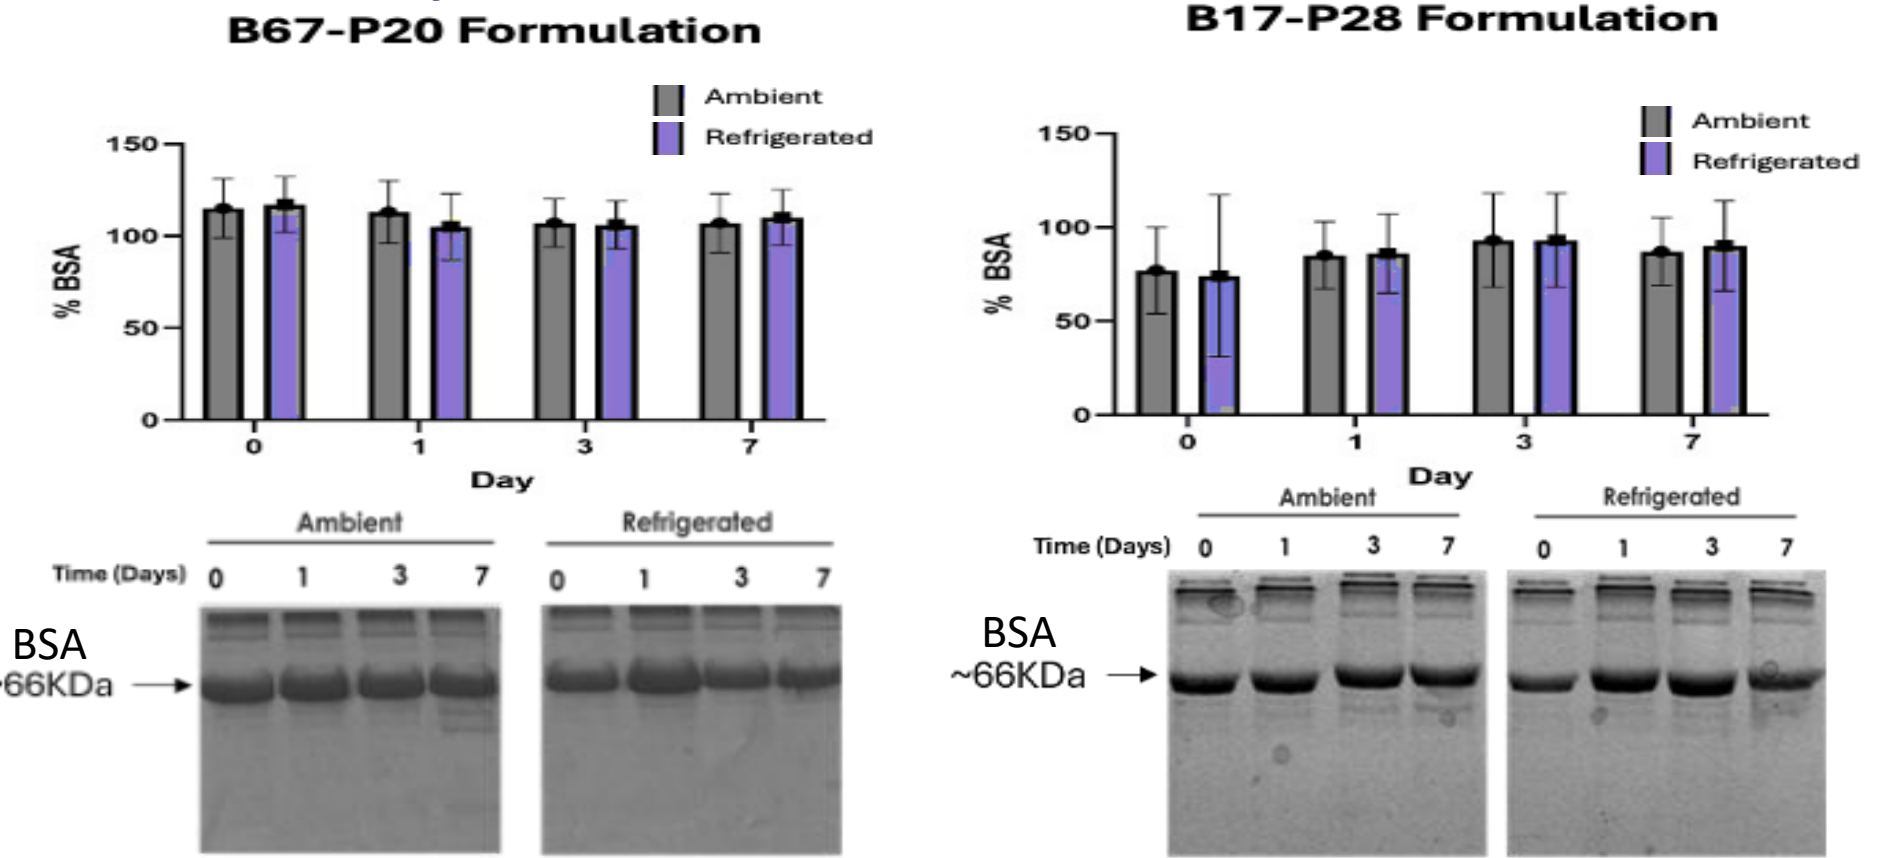 B67-P20 Formulation
Ambient
Refrigerated
150
100
50
0
% BSA
0 1 3 7
Day
Ambient Refrigerated
Time (Days) 0 1 3 7 0 1 3 7
BSA
~66KDa
B17-P28 Formulation
Ambient
Refrigerated
150
100
50
0
% BSA
0 1 3 7
Day
Ambient Refrigerated
Time (Days) 0 1 3 7 0 1 3 7
BSA
~66KDa